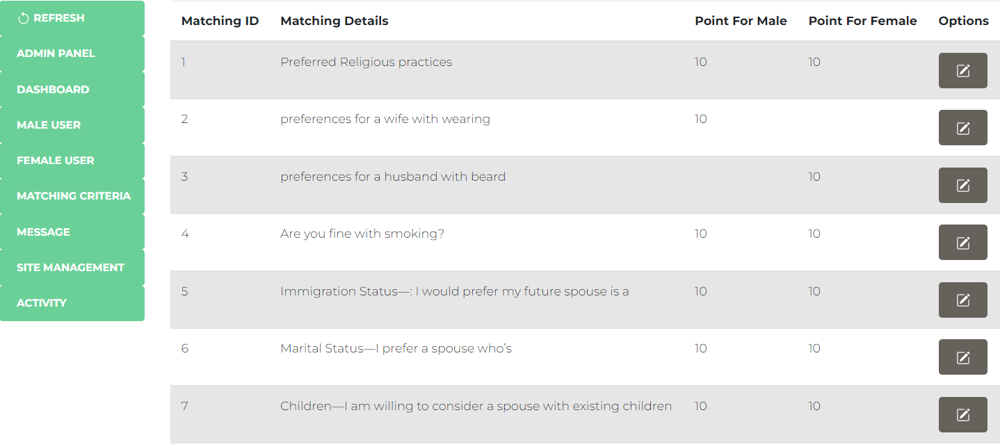 REFRESH
ADMIN PANEL
DASHBOARD
MALE USER
FEMALE USER
MATCHING CRITERIA
MESSAGE
SITE MANAGEMENT
ACTIVITY
Matching ID Matching Details Point For Male Point For Female Options
1 Preferred Religious practices 10 10
2 preferences for a wife with wearing 10
3 preferences for a husband with beard 10
4 Are you fine with smoking? 10 10
5 Immigration Status—: I would prefer my future spouse is a 10 10
6 Marital Status—I prefer a spouse who’s 10 10
7 Children—I am willing to consider a spouse with existing children 10 10